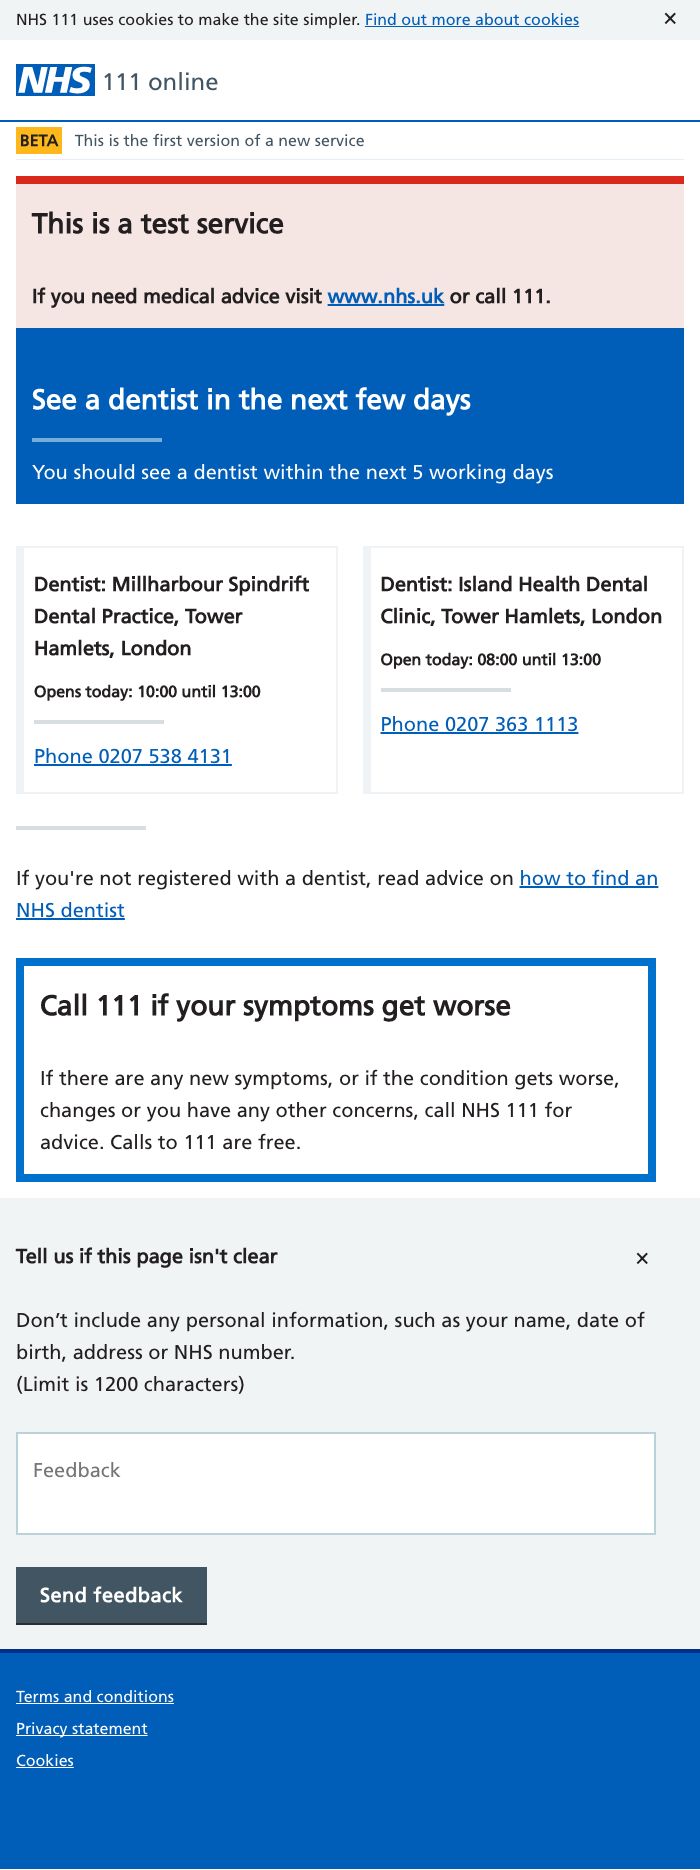 NHS 111 uses cookies to make the site simpler. Find out more about cookies ✕
NHS 111 online
BETA This is the first version of a new service
This is a test service
If you need medical advice visit www.nhs.uk or call 111.
See a dentist in the next few days
You should see a dentist within the next 5 working days
Dentist: Millharbour Spindrift
Dental Practice, Tower
Hamlets, London
Opens today: 10:00 until 13:00
Phone 0207 538 4131
Dentist: Island Health Dental
Clinic, Tower Hamlets, London
Open today: 08:00 until 13:00
Phone 0207 363 1113
If you're not registered with a dentist, read advice on how to find an
NHS dentist
Call 111 if your symptoms get worse
If there are any new symptoms, or if the condition gets worse,
changes or you have any other concerns, call NHS 111 for
advice. Calls to 111 are free.
Tell us if this page isn't clear ✕
Don’t include any personal information, such as your name, date of
birth, address or NHS number.
(Limit is 1200 characters)
Feedback
Send feedback
Terms and conditions
Privacy statement
Cookies